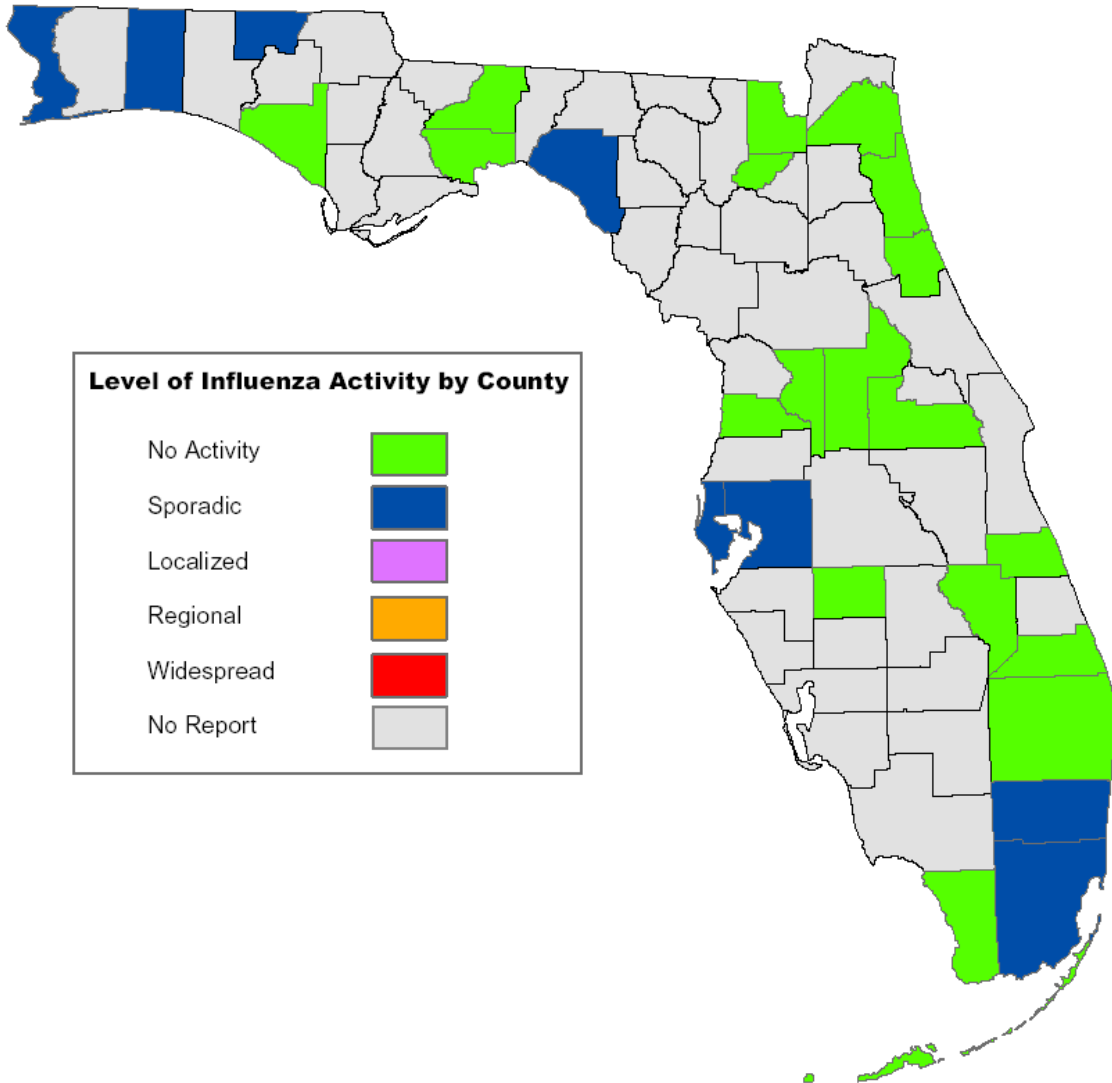 Level of Influenza Activity by County
No Activity
Sporadic
Localized
Regional
Widespread
No Report